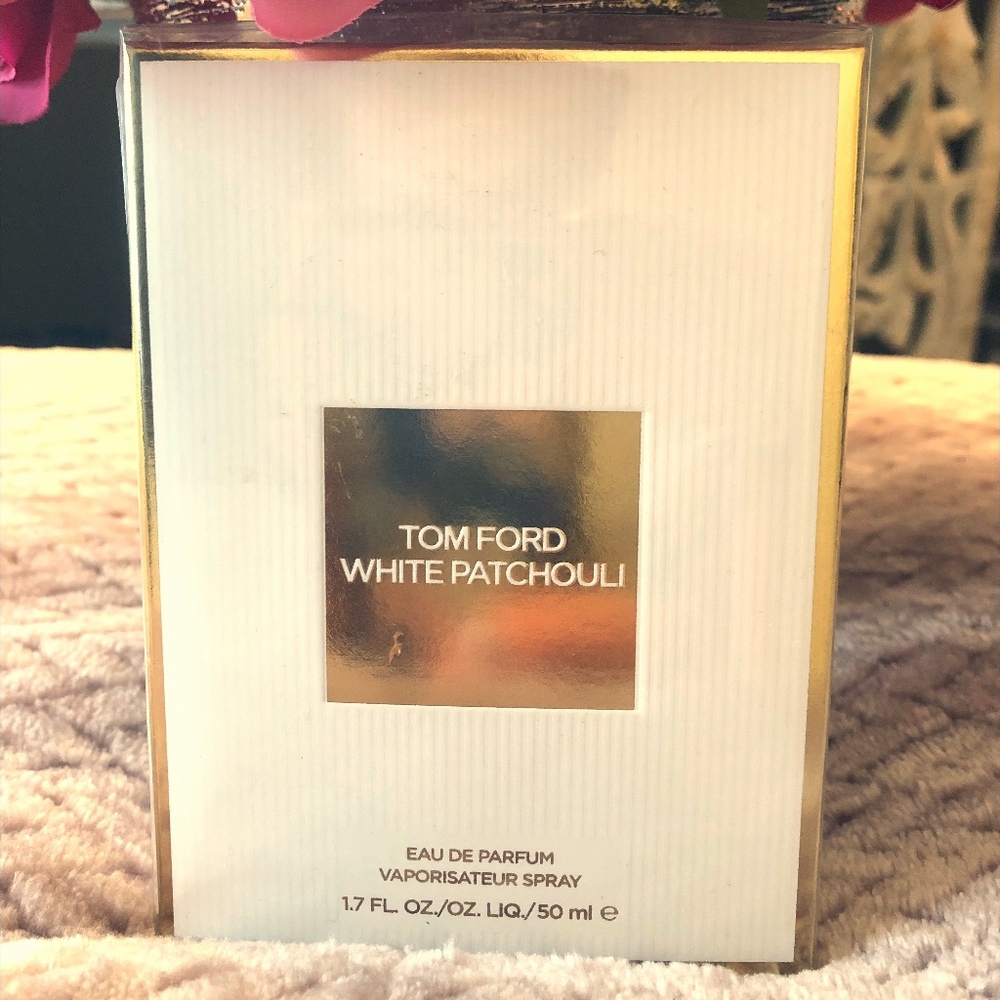 TOM FORD
WHITE PATCHOULI
EAU DE PARFUM
VAPORISATEUR SPRAY
1.7 FL. OZ./OZ. LIQ./50 ml ℮